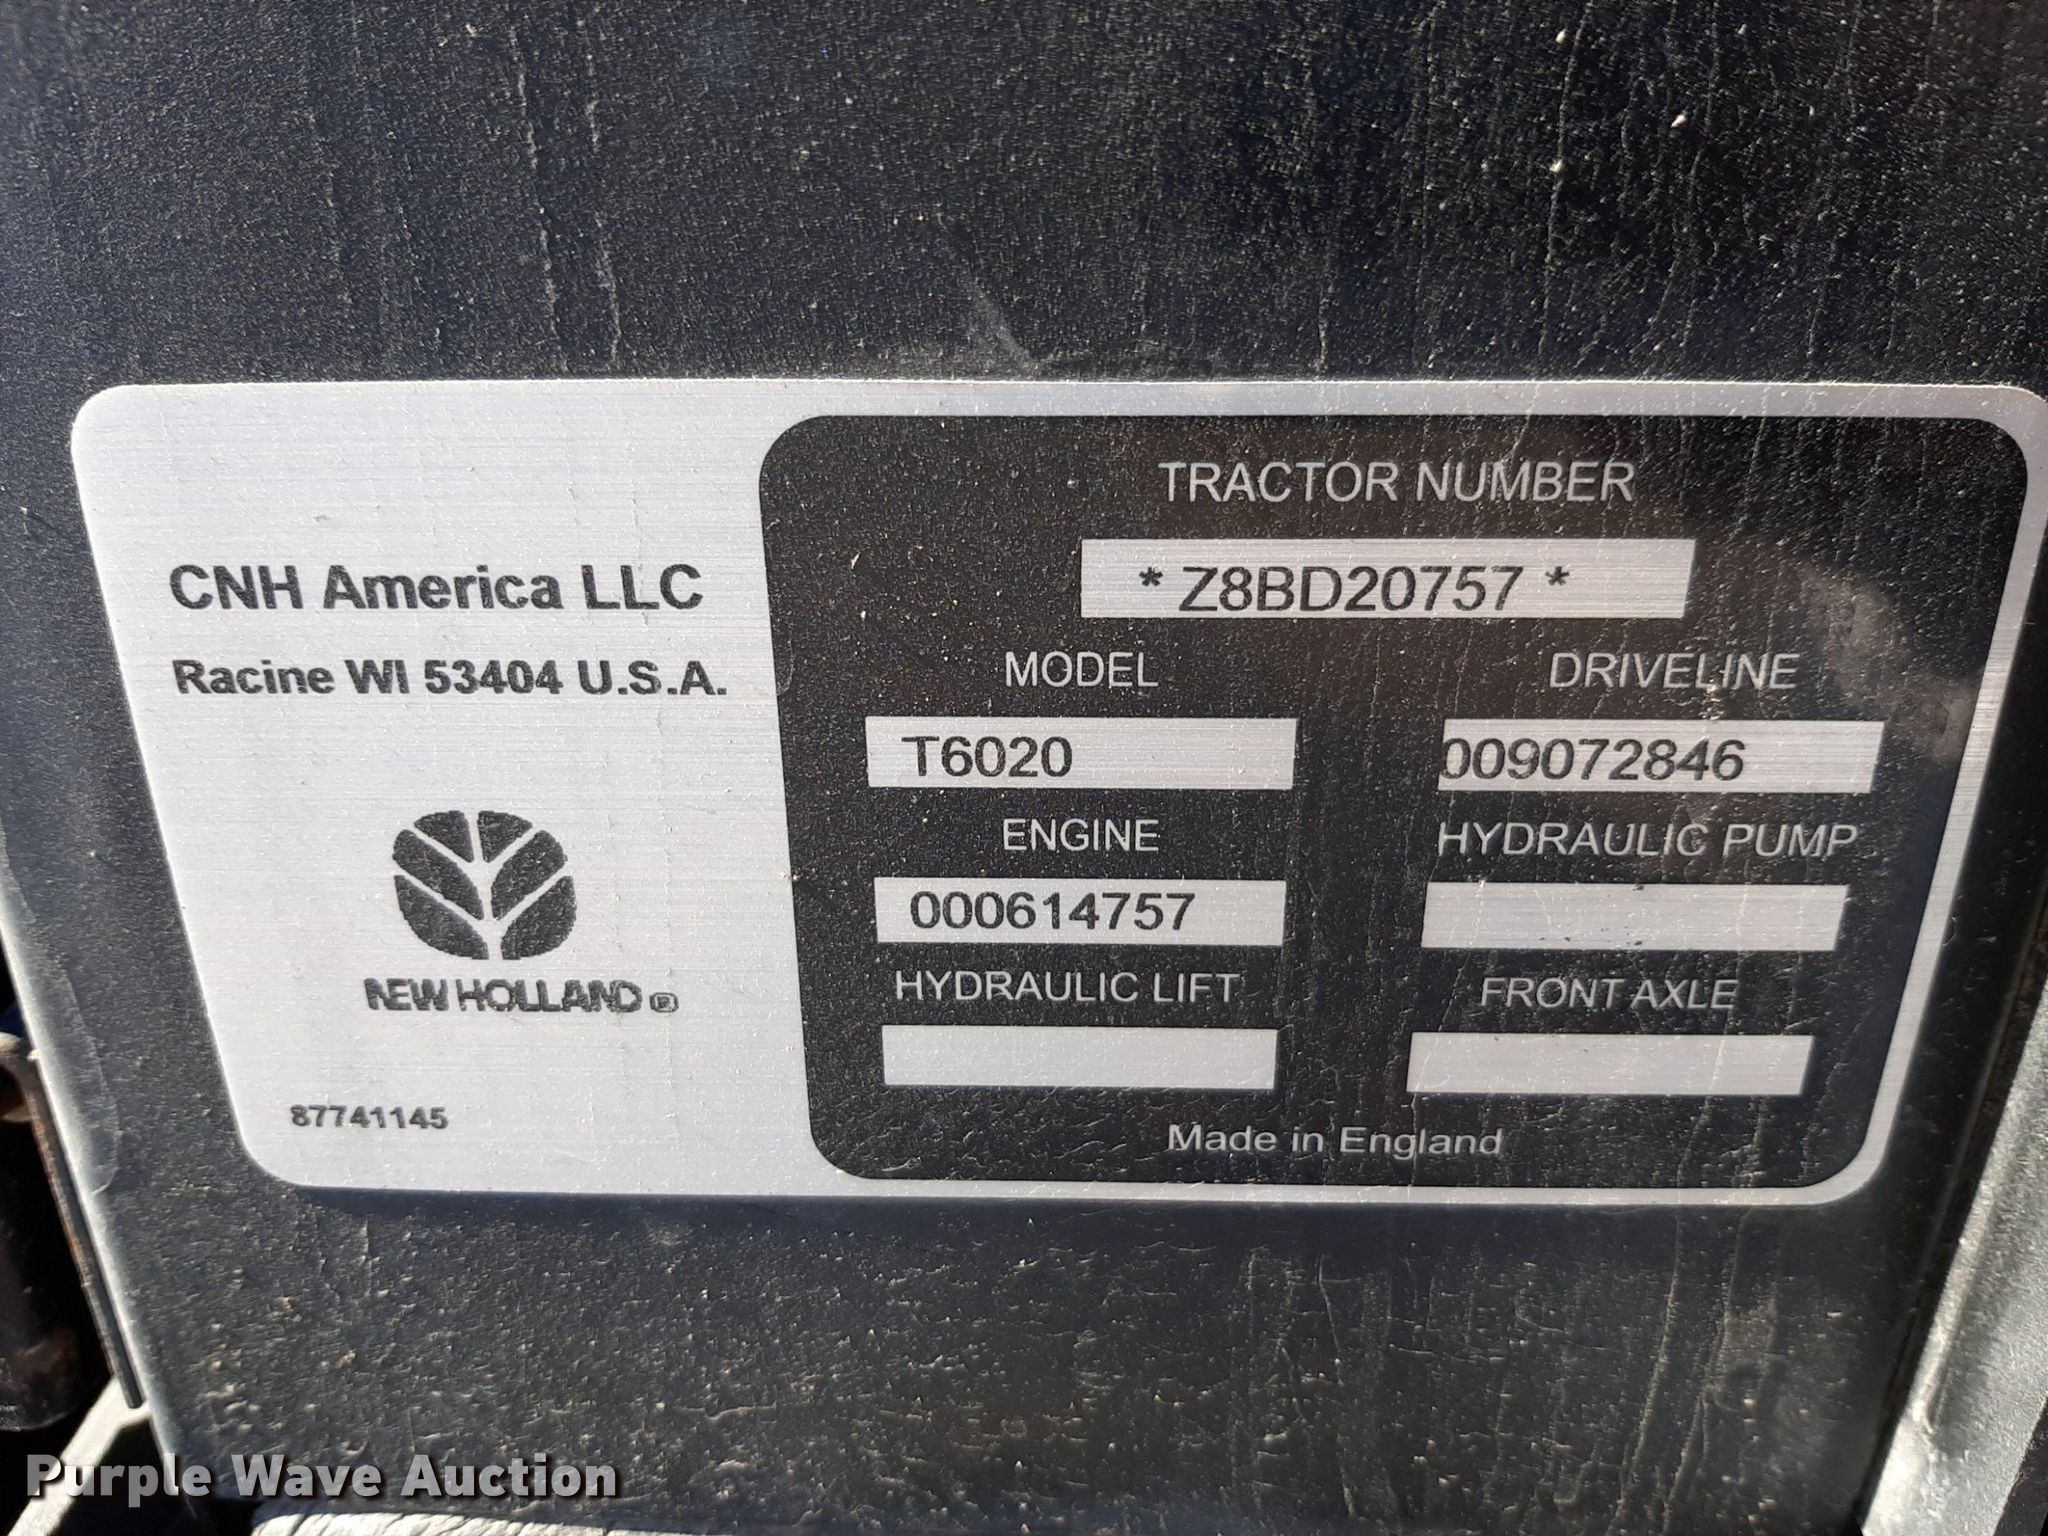 CNH America LLC
Racine WI 53404 U.S.A.
NEW HOLLAND ®
87741145
TRACTOR NUMBER
* Z8BD20757 *
MODEL
T6020
DRIVELINE
009072846
ENGINE
000614757
HYDRAULIC PUMP
HYDRAULIC LIFT
FRONT AXLE
Made in England
Purple Wave Auction